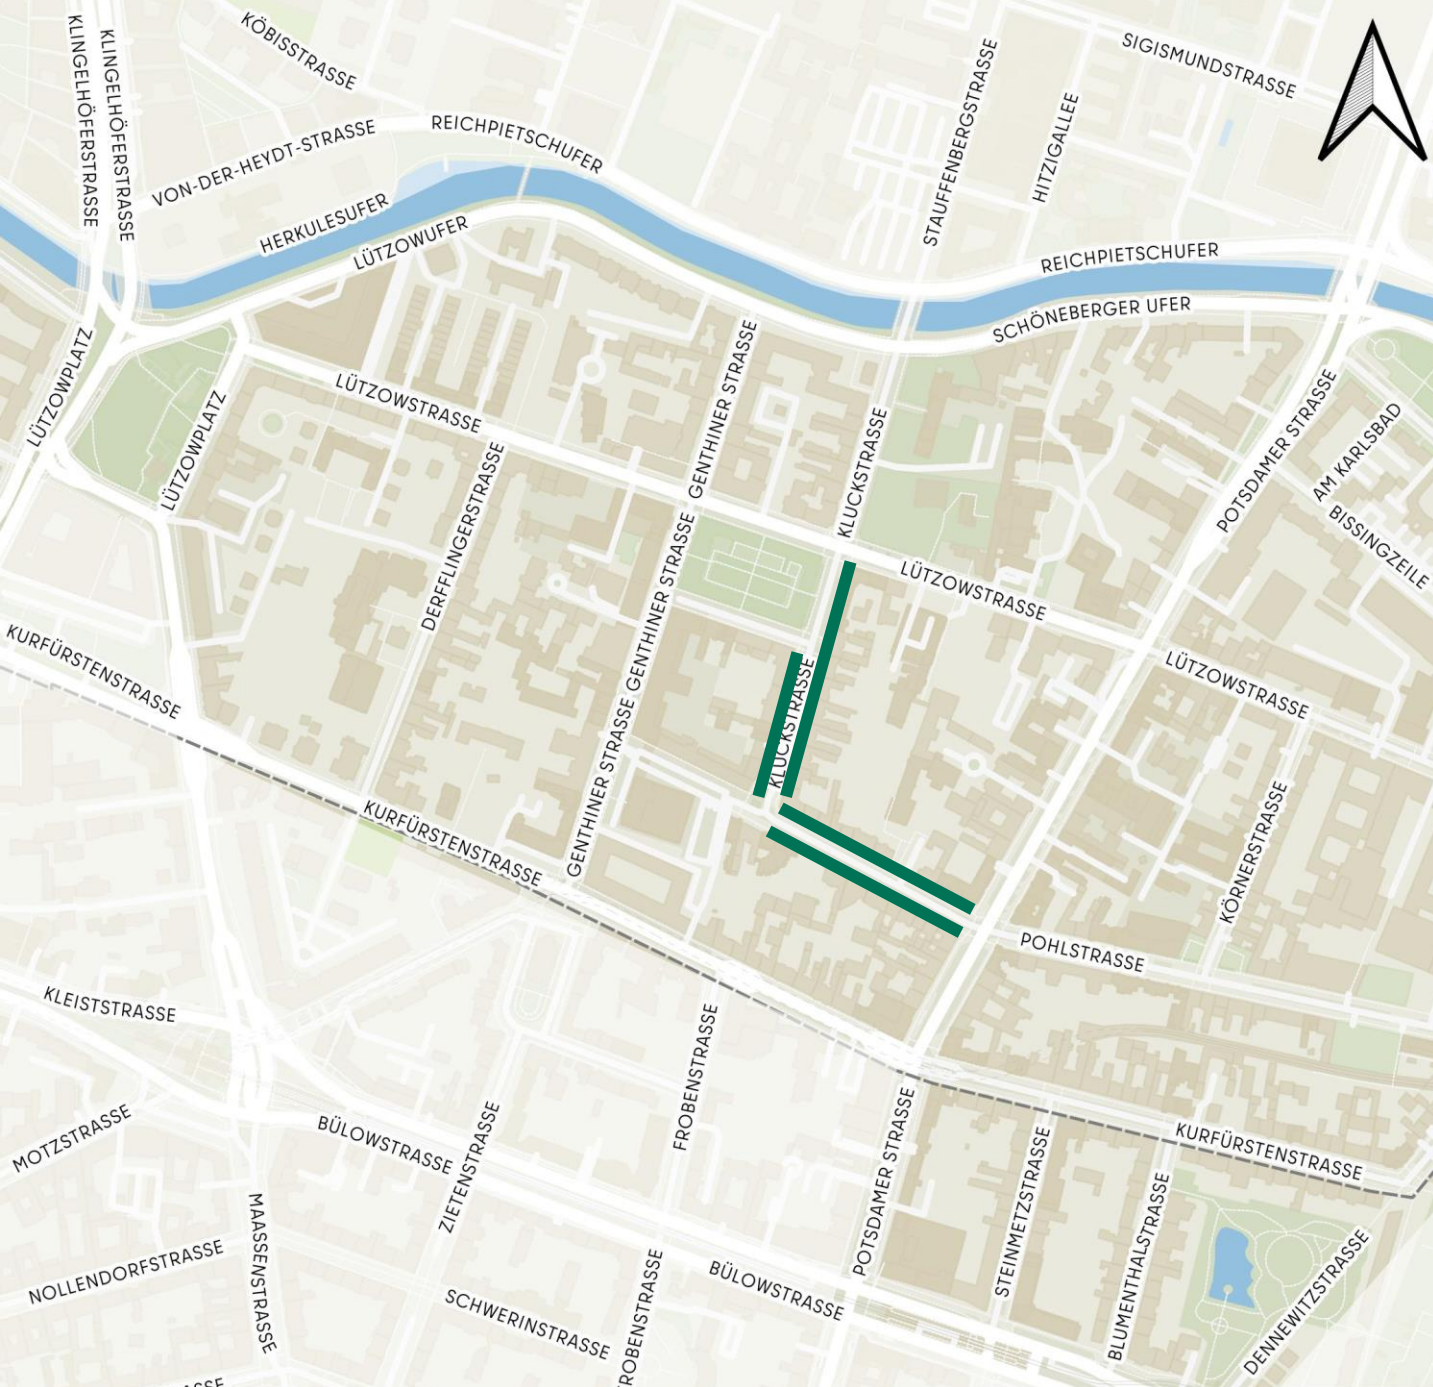 KLINGELHÖFERSTRASSE
KLINGELHÖFERSTRASSE
KÖBISSTRASSE
SIGISMUNDSTRASSE
VON-DER-HEYDT-STRASSE
REICHPIETSCHUFER
STAUFFENBERGSTRASSE
HITZIGALLEE
HERKULESUFER
LÜTZOWUFER
REICHPIETSCHUFER
SCHÖNEBERGER UFER
LÜTZOWPLATZ
LÜTZOWPLATZ
LÜTZOWSTRASSE
GENTHINER STRASSE
KLUCKSTRASSE
POTSDAMER STRASSE
AM KARLSBAD
BISSINGZEILE
DERFFLINGERSTRASSE
GENTHINER STRASSE
LÜTZOWSTRASSE
KURFÜRSTENSTRASSE
GENTHINER STRASSE
KLUCKSTRASSE
LÜTZOWSTRASSE
KURFÜRSTENSTRASSE
KÖRNERSTRASSE
POHLSTRASSE
KLEISTSTRASSE
FROBENSTRASSE
MOTZSTRASSE
BÜLOWSTRASSE
ZIETENSTRASSE
POTSDAMER STRASSE
STEINMETZSTRASSE
KURFÜRSTENSTRASSE
BLUMENTHALSTRASSE
MAASSENSTRASSE
NOLLENDORFSTRASSE
SCHWERINSTRASSE
ROBENSTRASSE
BÜLOWSTRASSE
DENNEWITZSTRASSE